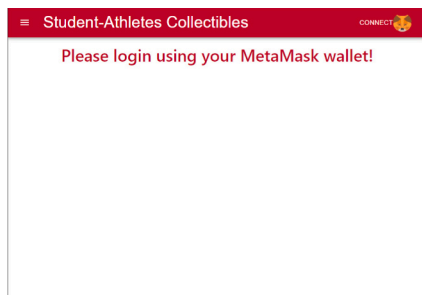 Student-Athletes Collectibles
CONNECT
Please login using your MetaMask wallet!